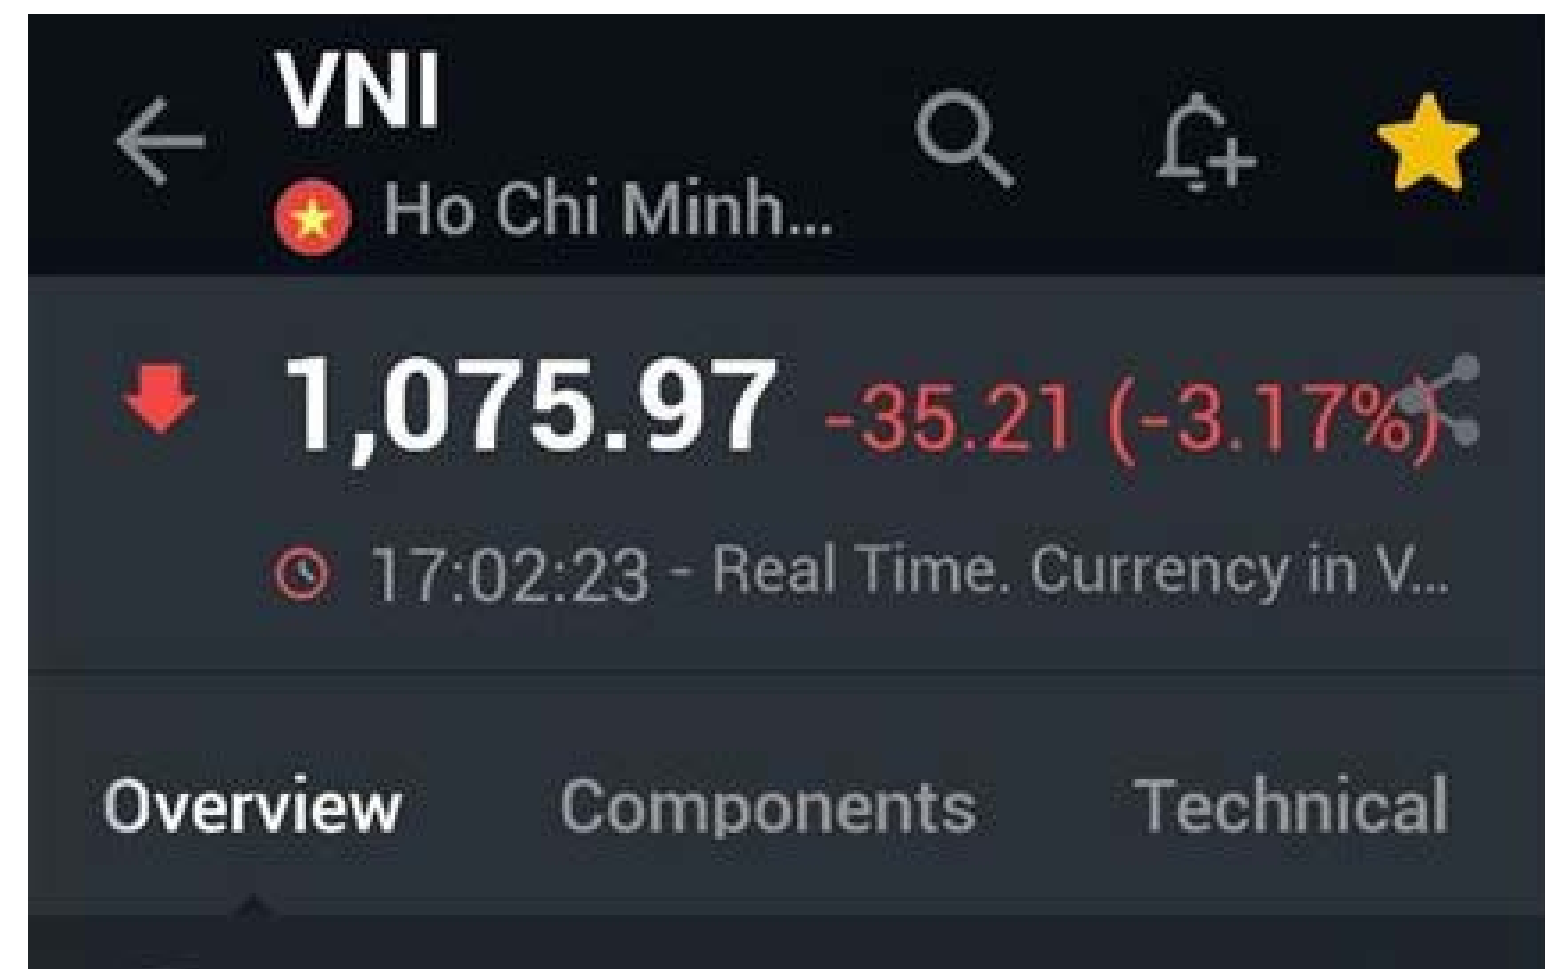 VNI
Ho Chi Minh...
1,075.97 -35.21 (-3.17%)
17:02:23 - Real Time. Currency in V...
Overview Components Technical